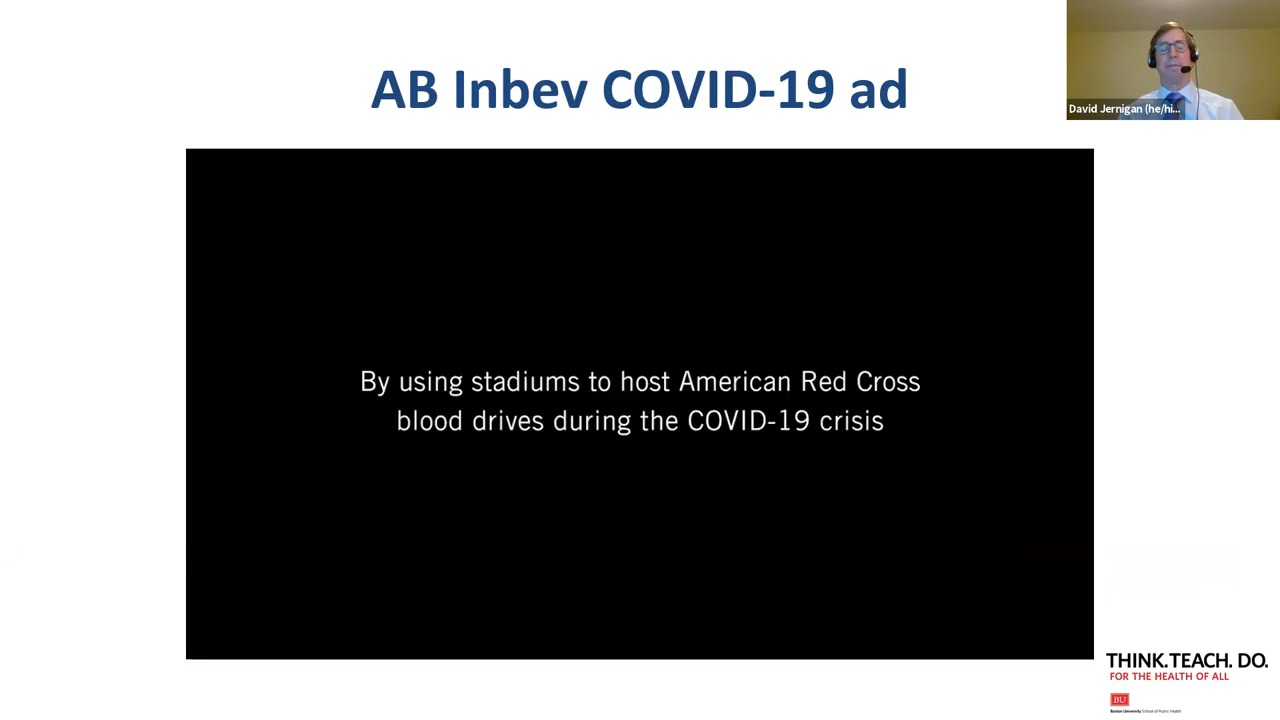 AB Inbev COVID-19 ad
David Jernigan (he/hi...
By using stadiums to host American Red Cross
blood drives during the COVID-19 crisis
THINK.TEACH. DO.
FOR THE HEALTH OF ALL
BU
Boston University School of Public Health